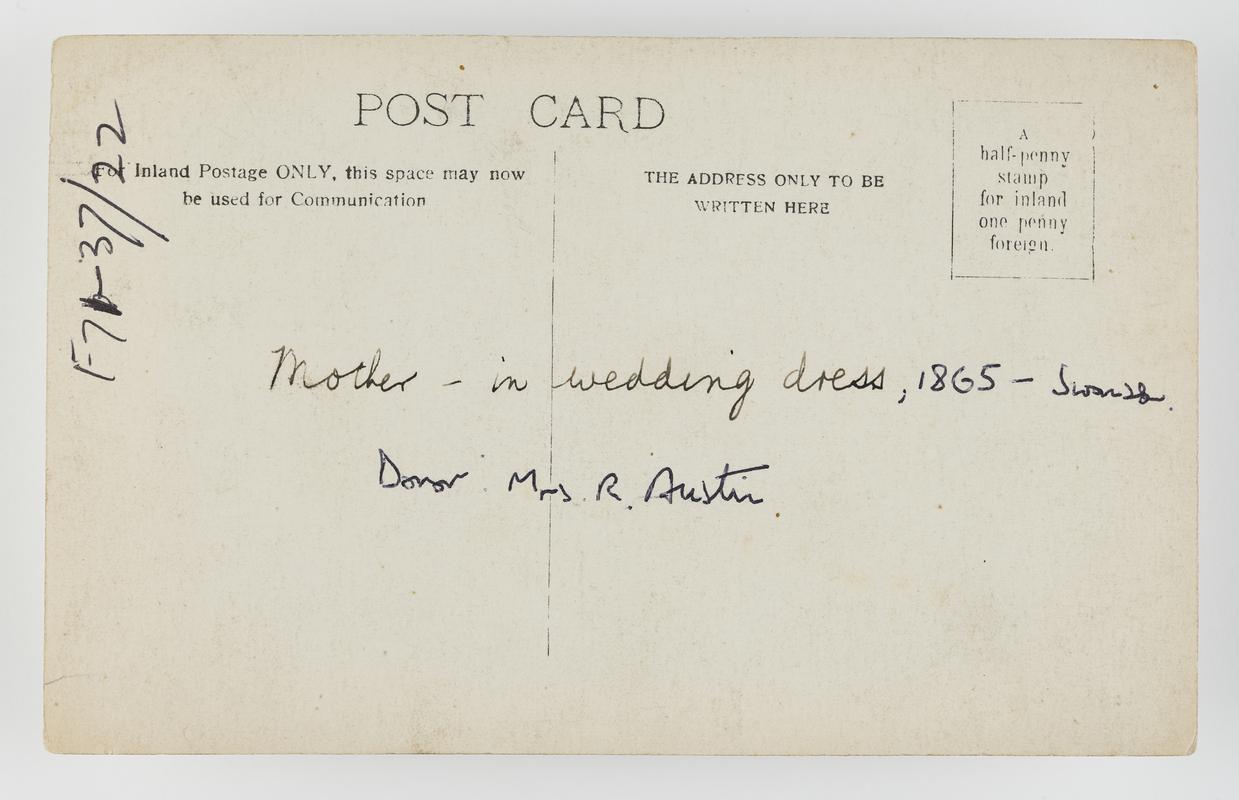 POST CARD
For Inland Postage ONLY, this space may now
be used for Communication
THE ADDRESS ONLY TO BE
WRITTEN HERE
A
half-penny
stamp
for inland
one penny
foreign.
Mother - in wedding dress, 1865 - Swansea.
Donor Mrs R. Austin
37/22